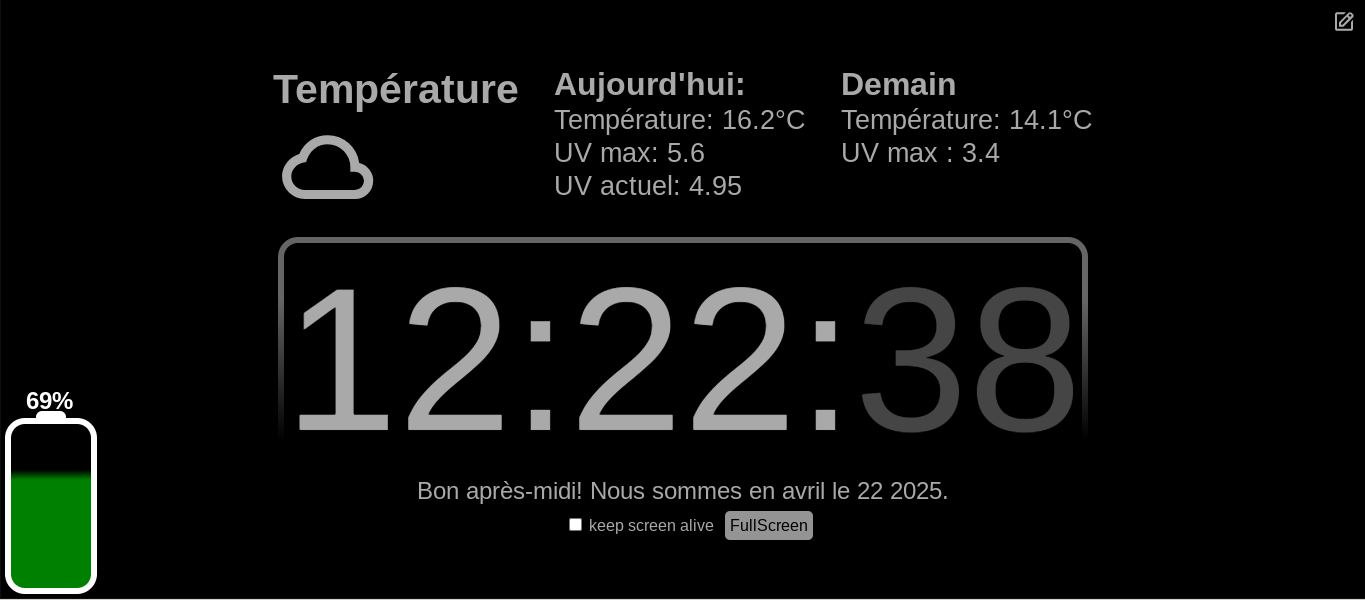 Température
Aujourd'hui:
Température: 16.2°C
UV max: 5.6
UV actuel: 4.95
Demain
Température: 14.1°C
UV max : 3.4
12:22:38
69%
Bon après-midi! Nous sommes en avril le 22 2025.
keep screen alive FullScreen